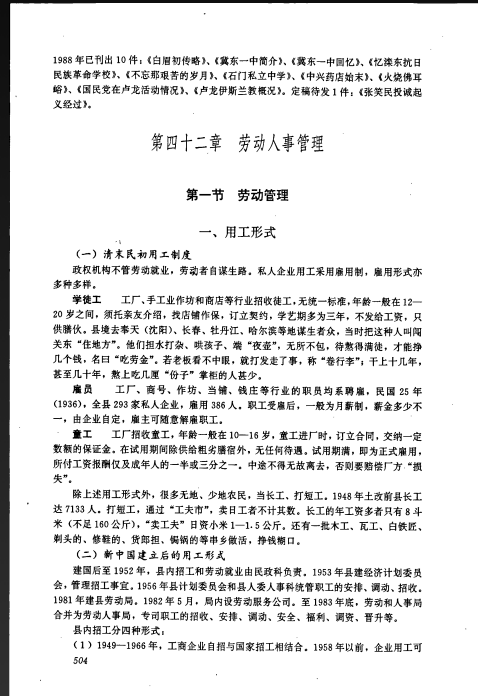 1988年已刊出10件：《白眉初传略》、《冀东一中简介》、《冀东一中回忆》、《忆滦东抗日
民族革命学校》、《不忘那艰苦的岁月》、《石门私立中学》、《中兴药店始末》、《火烧佛耳
峪》、《国民党在卢龙活动情况》、《卢龙伊斯兰教概况》。定稿待发1件：《张笑民投诚起
义经过》。
第四十二章 劳动人事管理
第一节 劳动管理
一、用工形式
（一）清末民初用工制度
政权机构不管劳动就业，劳动者自谋生路。私人企业用工采用雇用制，雇用形式亦
多种多样。
学徒工 工厂、手工业作坊和商店等行业招收徒工，无统一标准，年龄一般在12—
20岁之间，须托亲友介绍，找店铺作保，订立契约，学艺期多为三年，不发给工资，只
供膳伙。县境去奉天（沈阳）、长春、牡丹江、哈尔滨等地谋生者众，当时把这种人叫闯
关东“住地方”。他们担水打杂、哄孩子、端“夜壶”，无所不包，待熬得满徒，才能挣
几个钱，名曰“吃劳金”。若老板看不中眼，就打发走了事，称“卷行李”；干上十几年，
甚至几十年，熬上吃几厘“份子”掌柜的人甚少。
雇员 工厂、商号、作坊、当铺、钱庄等行业的职员均系聘雇，民国25年
(1936)，全县293家私人企业，雇用386人。职工受雇后，一般为月薪制，薪金多少不
一，由企业自定，雇主可随意解雇职工。
童工 工厂招收童工，年龄一般在10—16岁，童工进厂时，订立合同，交纳一定
数额的保证金。在试用期间除供给粗劣膳宿外，无任何待遇。试用期满，即为正式雇用，
所付工资报酬仅及成年人的一半或三分之一。中途不得无故离去，否则要赔偿厂方“损
失”。
除上述用工形式外，很多无地、少地农民，当长工、打短工。1948年土改前县长工
达7133人。打短工，通过“工夫市”，卖日工者不计其数。长工的年工资多者只有8斗
米（不足160公斤），“卖工夫”日资小米1—1.5公斤。还有一批木工、瓦工、白铁匠、
剃头的、修鞋的、货郎担、锔锅的等串乡做活，挣钱糊口。
（二）新中国建立后的用工形式
建国后至1952年，县内招工和劳动就业由民政科负责。1953年县建经济计划委员
会，管理招工事宜。1956年县计划委员会和县人委人事科统管职工的安排、调动、招收。
1981年建县劳动局。1982年5月，局内设劳动服务公司。至1983年底，劳动和人事局
合并为劳动人事局，专司职工的招收、安排、调动、安全、福利、调资、晋升等。
县内招工分四种形式：
（1）1949—1966年，工商企业自招与国家招工相结合。1958年以前，企业用工可
504